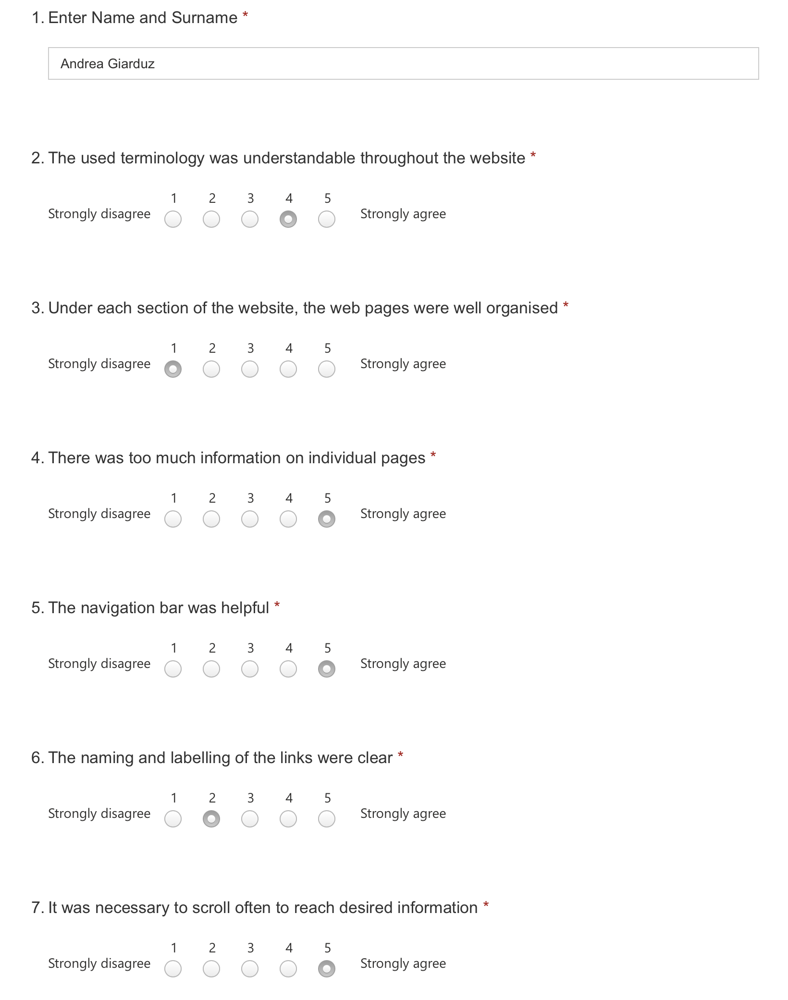 1. Enter Name and Surname *
Andrea Giarduz
2. The used terminology was understandable throughout the website *
1 2 3 4 5
Strongly disagree Strongly agree
3. Under each section of the website, the web pages were well organised *
1 2 3 4 5
Strongly disagree Strongly agree
4. There was too much information on individual pages *
1 2 3 4 5
Strongly disagree Strongly agree
5. The navigation bar was helpful *
1 2 3 4 5
Strongly disagree Strongly agree
6. The naming and labelling of the links were clear *
1 2 3 4 5
Strongly disagree Strongly agree
7. It was necessary to scroll often to reach desired information *
1 2 3 4 5
Strongly disagree Strongly agree